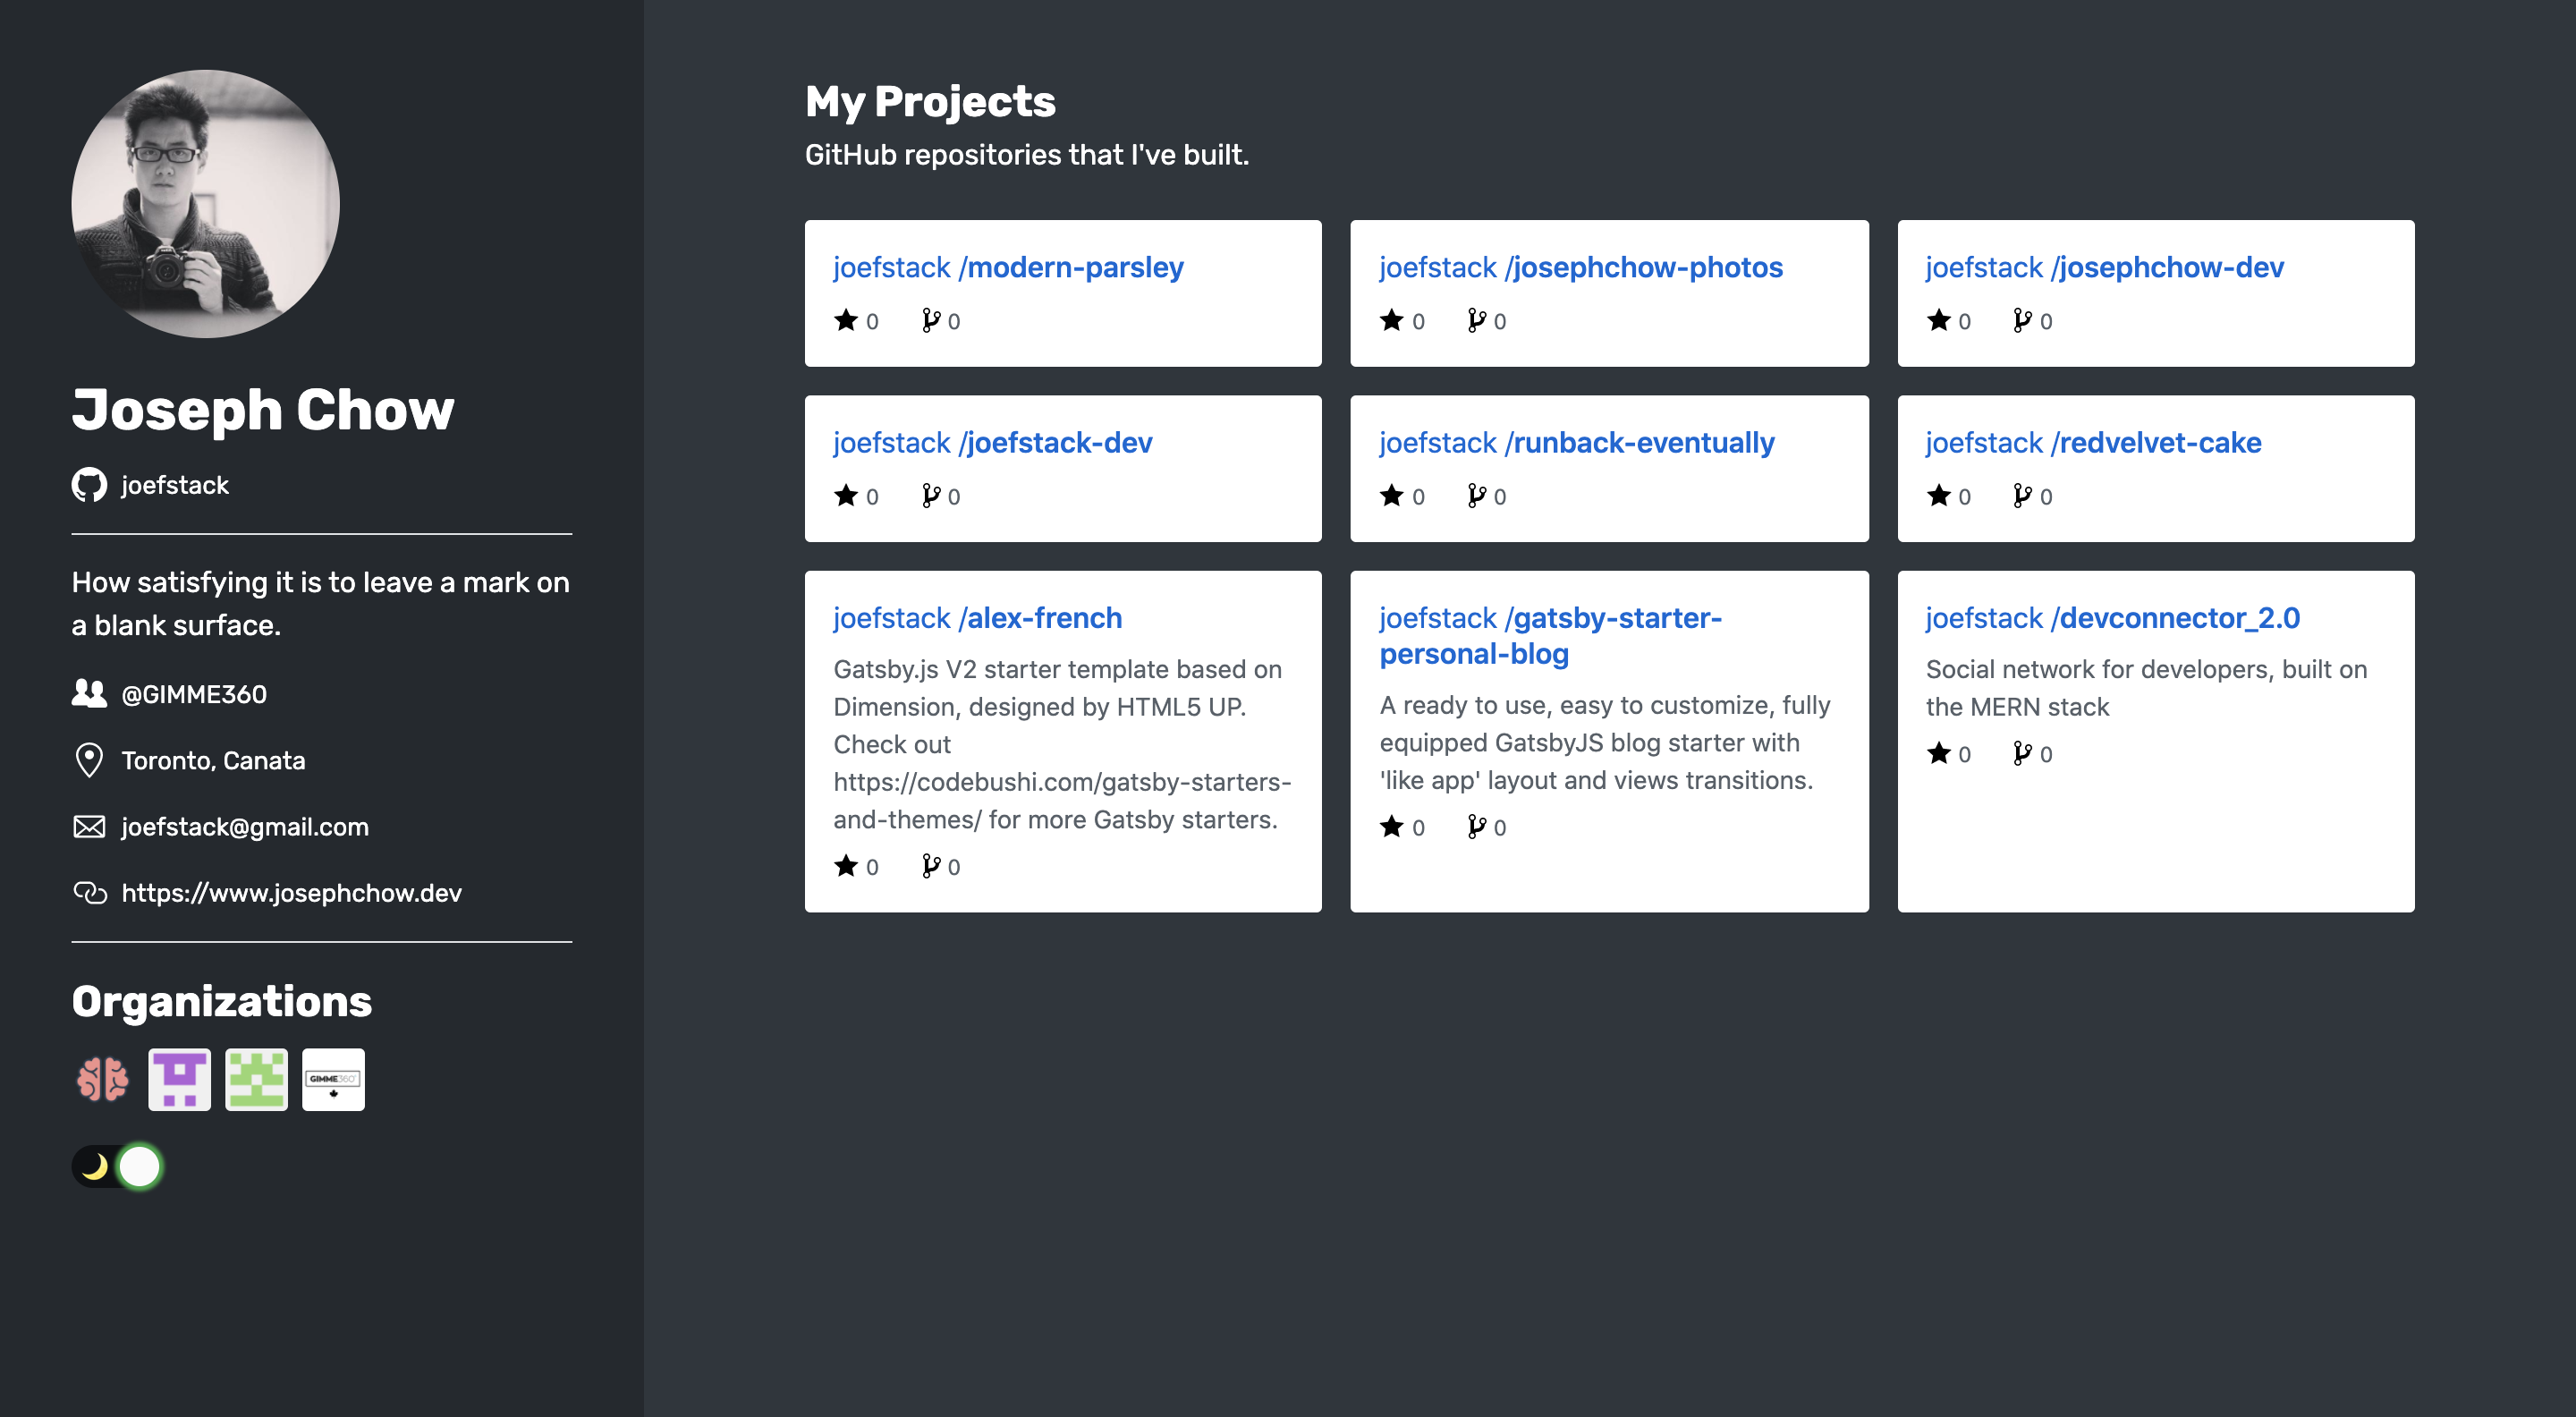 Joseph Chow
joefstack
How satisfying it is to leave a mark on
a blank surface.
@GIMME360
Toronto, Canata
joefstack@gmail.com
https://www.josephchow.dev
Organizations
GIMME360
My Projects
GitHub repositories that I've built.
joefstack /modern-parsley
0 0
joefstack /josephchow-photos
0 0
joefstack /josephchow-dev
0 0
joefstack /joefstack-dev
0 0
joefstack /runback-eventually
0 0
joefstack /redvelvet-cake
0 0
joefstack /alex-french
Gatsby.js V2 starter template based on
Dimension, designed by HTML5 UP.
Check out
https://codebushi.com/gatsby-starters-
and-themes/ for more Gatsby starters.
0 0
joefstack /gatsby-starter-
personal-blog
A ready to use, easy to customize, fully
equipped GatsbyJS blog starter with
'like app' layout and views transitions.
0 0
joefstack /devconnector_2.0
Social network for developers, built on
the MERN stack
0 0